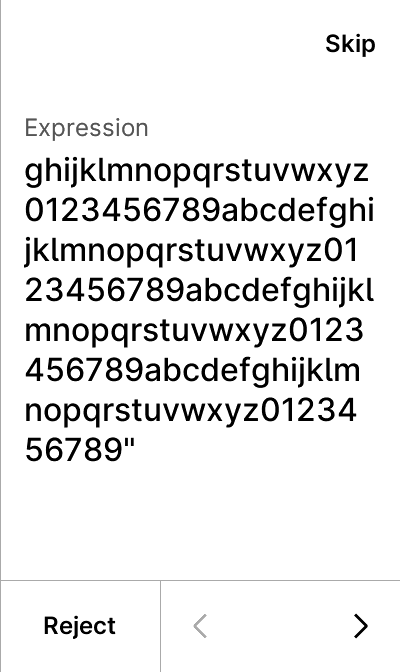 Skip
Expression
ghijklmnopqrstuvwxyz
0123456789abcdefghi
jklmnopqrstuvwxyz01
23456789abcdefghijkl
mnopqrstuvwxyz0123
456789abcdefghijklm
nopqrstuvwxyz01234
56789"
Reject